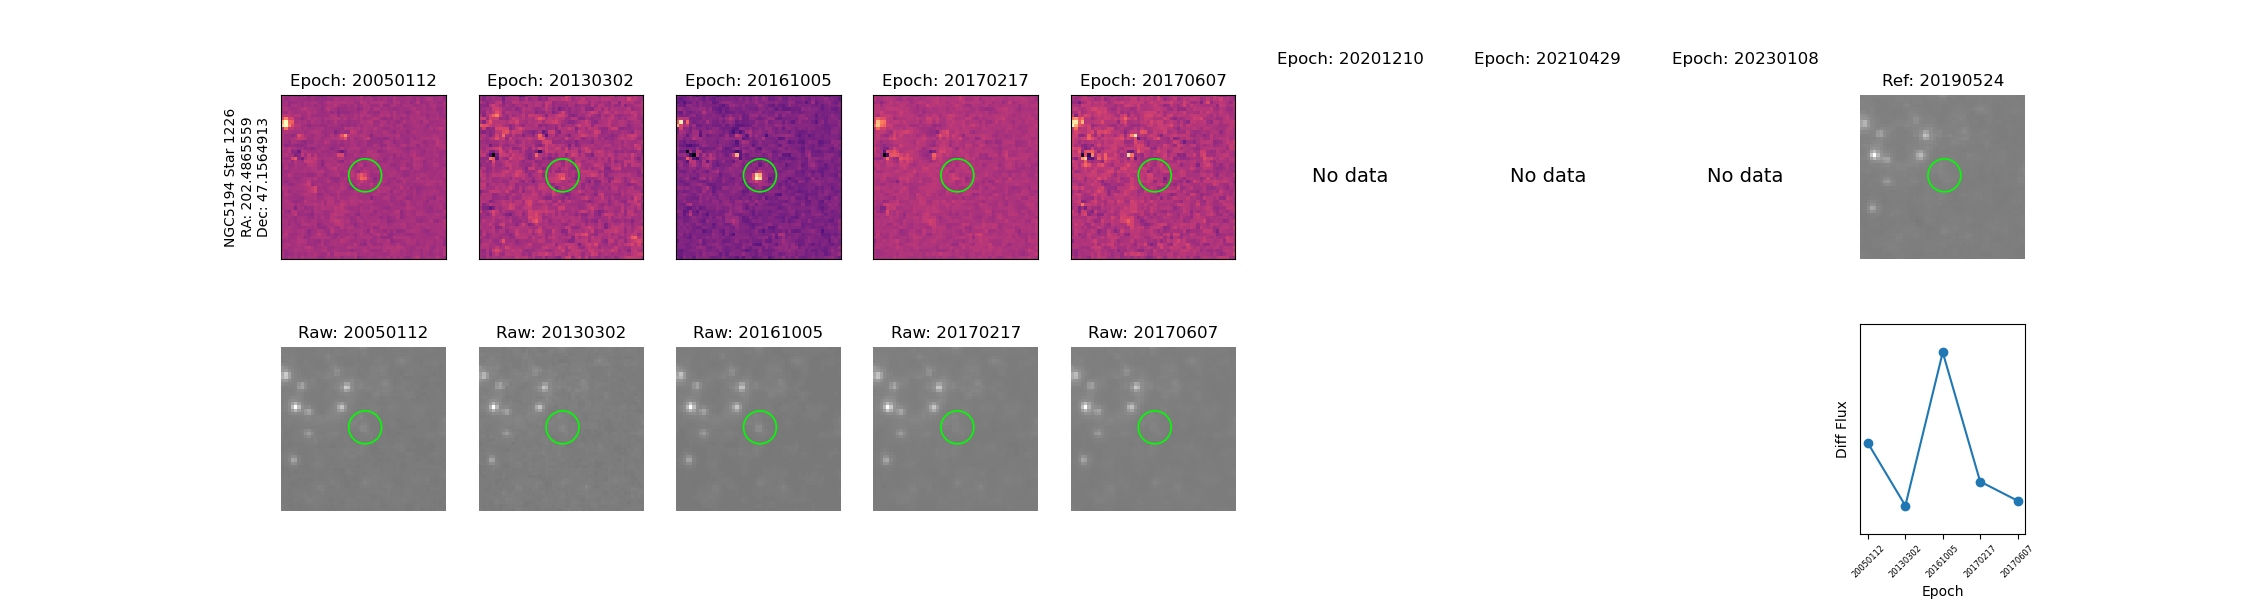 Epoch: 20050112
Epoch: 20130302
Epoch: 20161005
Epoch: 20170217
Epoch: 20170607
Epoch: 20201210
Epoch: 20210429
Epoch: 20230108
Ref: 20190524
NGC5194 Star 1226
RA: 202.4865559
Dec: 47.1564913
No data
No data
No data
Raw: 20050112
Raw: 20130302
Raw: 20161005
Raw: 20170217
Raw: 20170607
Diff Flux
20050112
20130302
20161005
20170217
20170607
Epoch